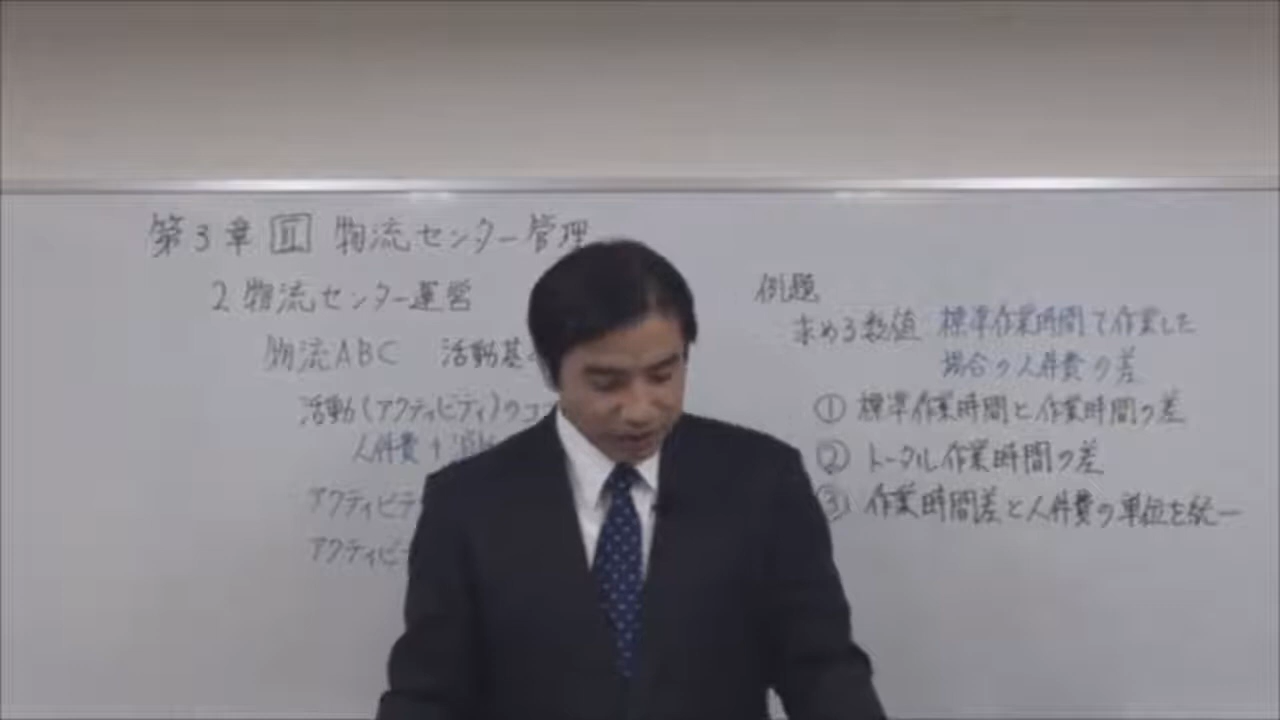 第3章 Ⅱ 物流センター管理
2 物流センター運営
物流ABC 活動基
活動(アクティビティ)のコ
人件費+消
アクティビテ
アクティビテ
例題
求める数値 標準作業時間で作業した
場合の人件費の差
① 標準作業時間と作業時間の差
② トータル作業時間の差
③ 作業時間差と人件費の単位を統一